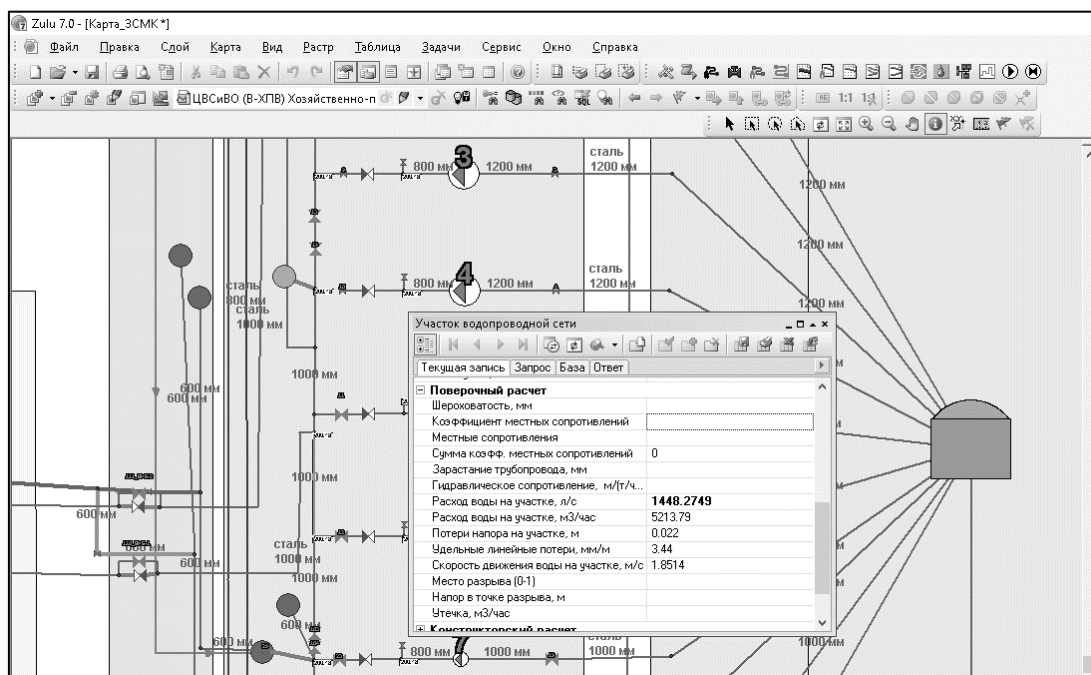 Zulu 7.0 - [Карта_ЗСМК *]
Файл Правка Слой Карта Вид Растр Таблица Задачи Сервис Окно Справка
ЦВСиВО (В-ХПВ) Хозяйственно-п
1:1
сталь
3
800 мм 1200 мм 1200 мм
1200 мм
1200 мм
сталь
4
800 мм 1200 мм 1200 мм
сталь
800 мм
сталь
1000 мм
1200 мм
Участок водопроводной сети
Текущая запись Запрос База Ответ
1000 мм
600 мм
600 мм
Поверочный расчет
Шероховатость, мм
Коэффициент местных сопротивлений
Местные сопротивления
Сумма коэфф. местных сопротивлений 0
Зарастание трубопровода, мм
Гидравлическое сопротивление, м/(т/ч...
Расход воды на участке, л/с 1448.2749
Расход воды на участке, м3/час 5213.79
Потери напора на участке, м 0.022
Удельные линейные потери, мм/м 3.44
Скорость движения воды на участке, м/с 1.8514
Место разрыва (0-1)
Напор в точке разрыва, м
Утечка, м3/час
Конструкторский расчет
1000 мм
600 мм
сталь
1000 мм
600 мм
600 мм
1000 мм
600 мм
600 мм
7
сталь
800 мм 1000 мм 1000 мм
1000 мм